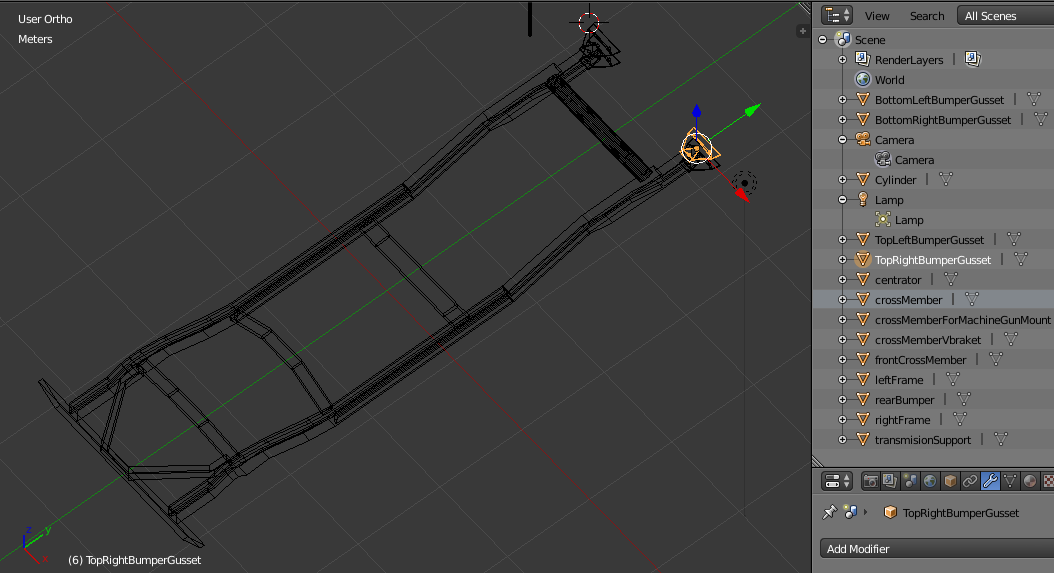 User Ortho
Meters
z
y
x
(6) TopRightBumperGusset
View Search All Scenes
Scene
RenderLayers
World
BottomLeftBumperGusset
BottomRightBumperGusset
Camera
Camera
Cylinder
Lamp
Lamp
TopLeftBumperGusset
TopRightBumperGusset
centrator
crossMember
crossMemberForMachineGunMount
crossMemberVbraket
frontCrossMember
leftFrame
rearBumper
rightFrame
transmisionSupport
TopRightBumperGusset
Add Modifier